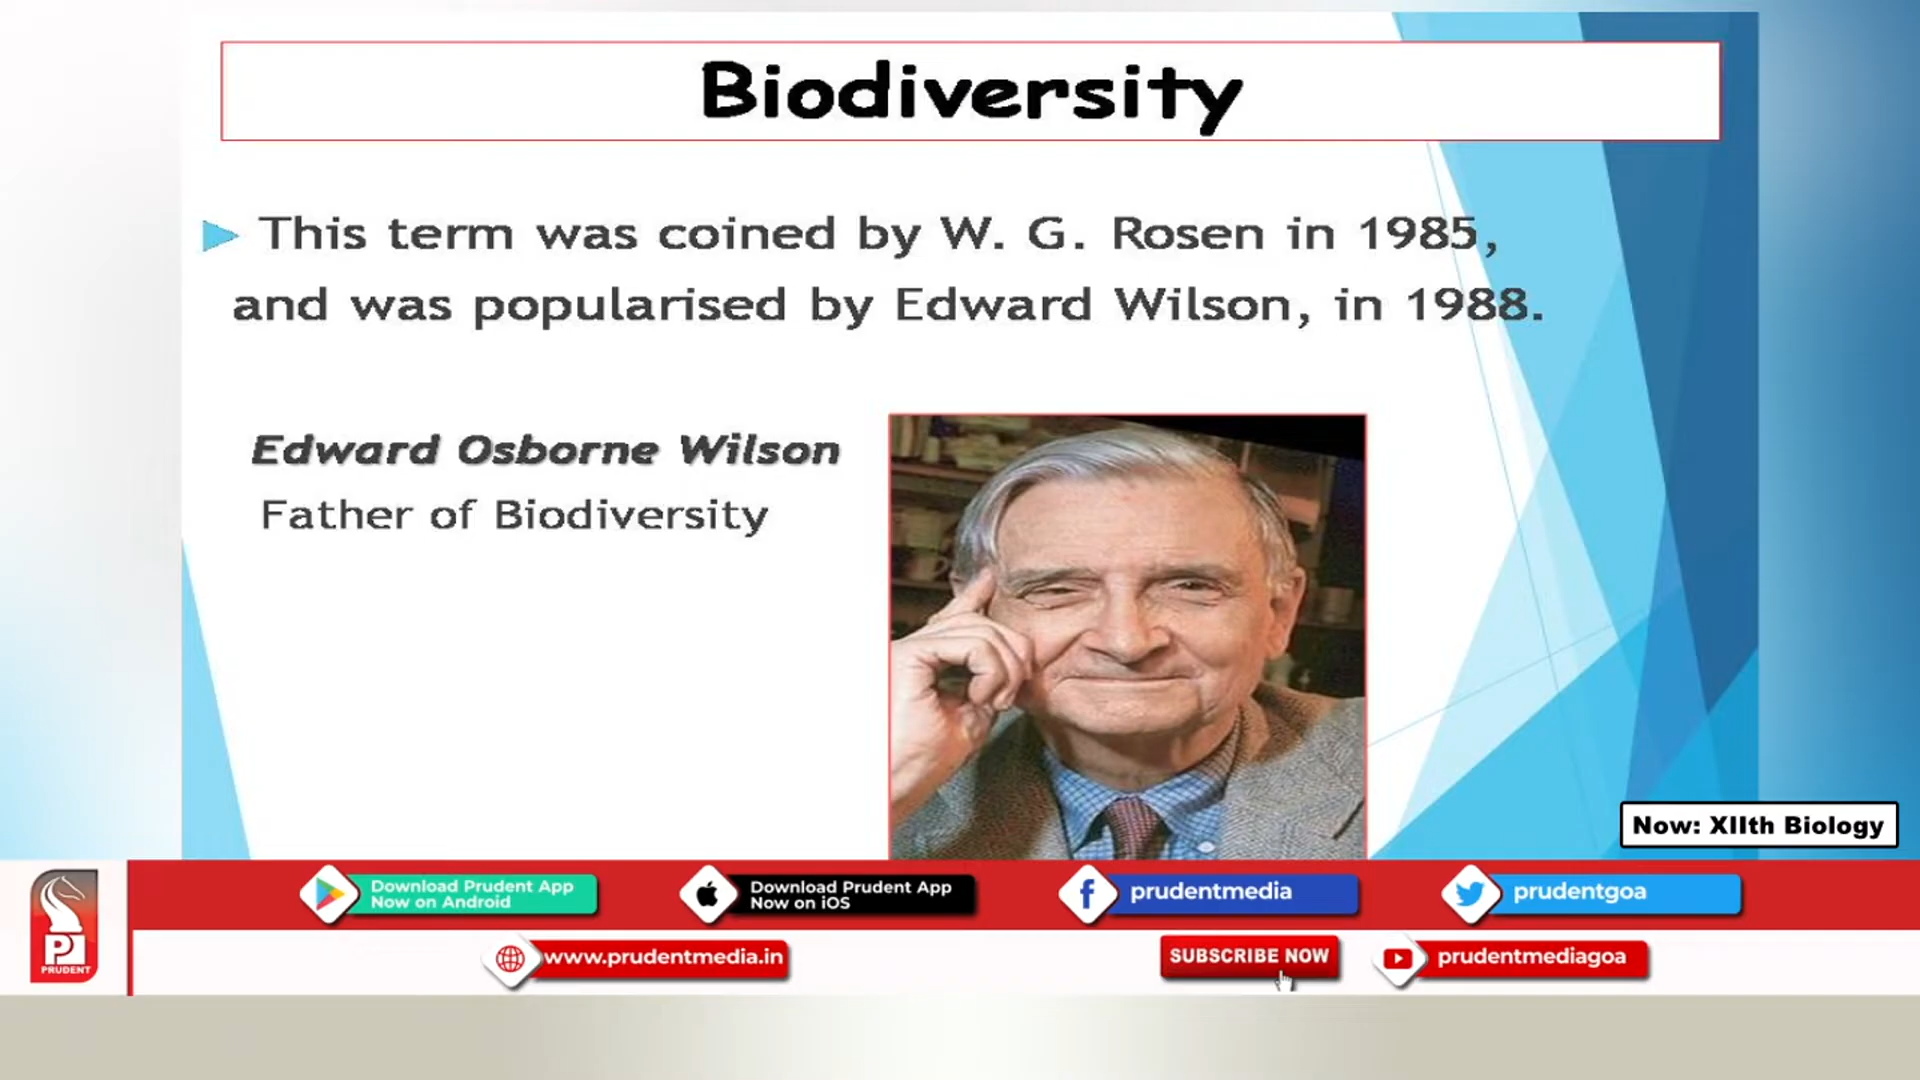 Biodiversity
This term was coined by W. G. Rosen in 1985,
and was popularised by Edward Wilson, in 1988.
Edward Osborne Wilson
Father of Biodiversity
Now: XIIth Biology
Download Prudent App
Now on Android
Download Prudent App
Now on iOS
prudentmedia
prudentgoa
PRUDENT
www.prudentmedia.in
SUBSCRIBE NOW
prudentmediagoa